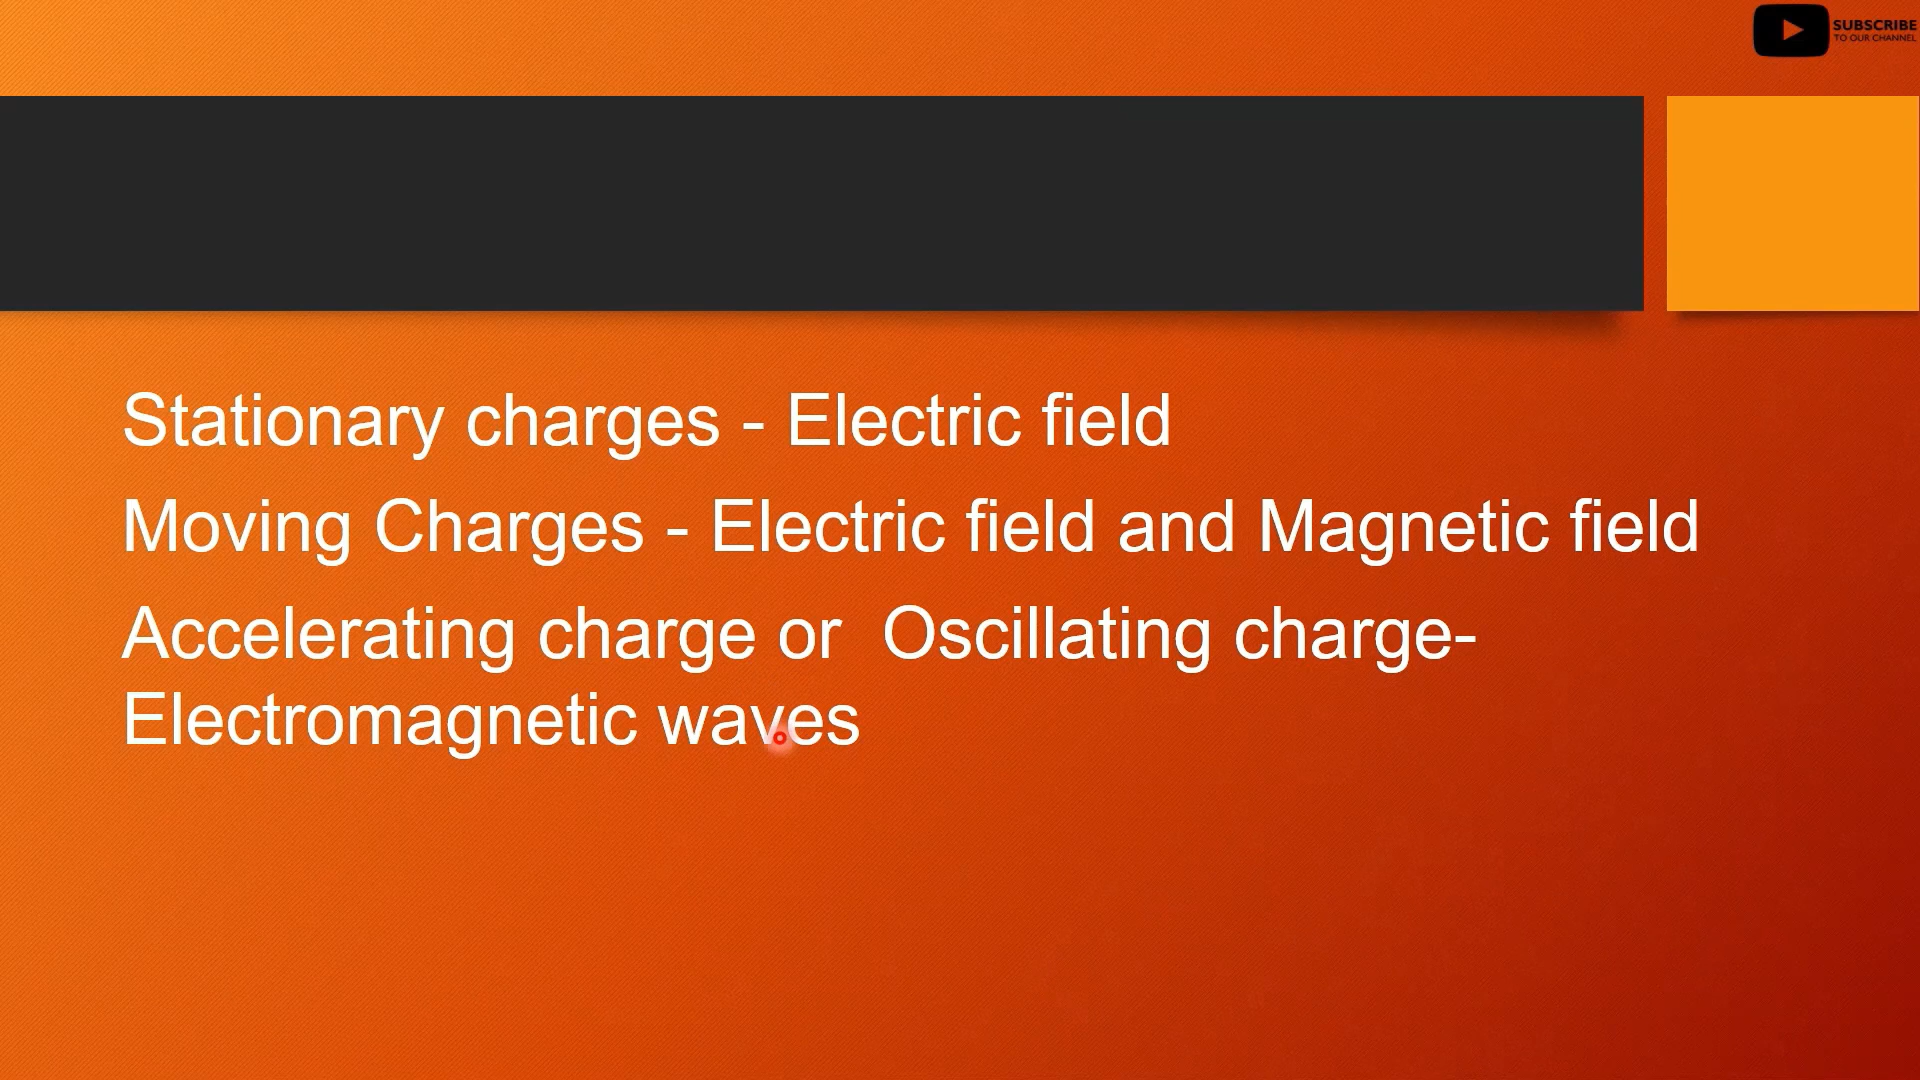 SUBSCRIBE
TO OUR CHANNEL
Stationary charges - Electric field
Moving Charges - Electric field and Magnetic field
Accelerating charge or  Oscillating charge-
Electromagnetic waves